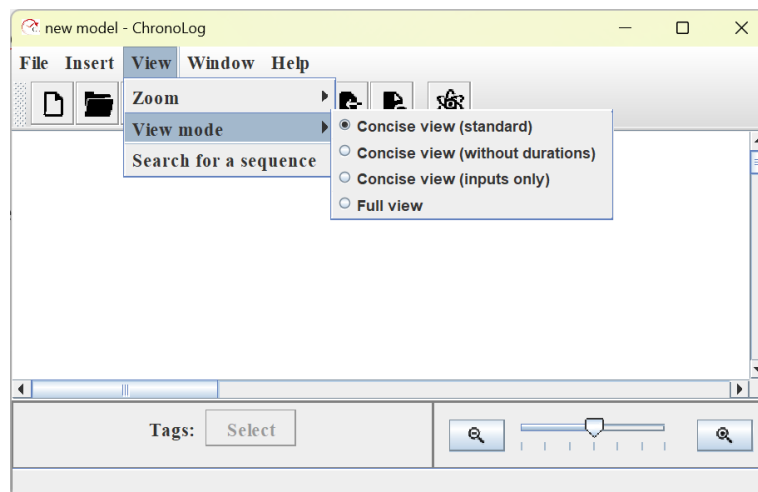 new model - ChronoLog
File Insert View Window Help
Zoom
View mode
Search for a sequence
Concise view (standard)
Concise view (without durations)
Concise view (inputs only)
Full view
Tags: Select